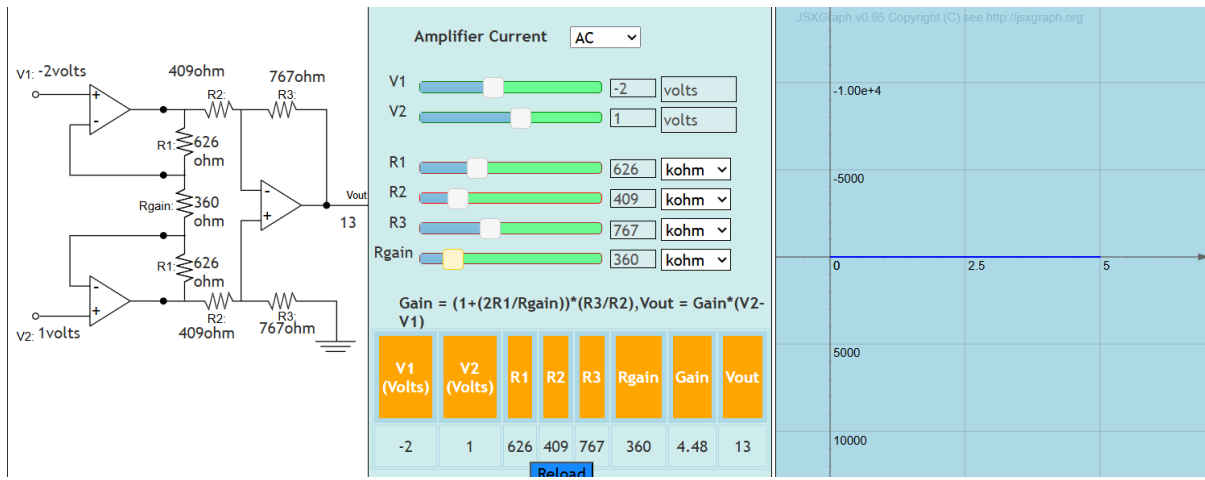 V1: -2volts
409ohm
767ohm
R2:
R3:
+
-
R1: 626
ohm
Rgain: 360
ohm
-
+
Vout:
13
R1: 626
ohm
-
+
V2: 1volts
R2:
409ohm
R3:
767ohm
Amplifier Current AC
V1 -2 volts
V2 1 volts
R1 626 kohm
R2 409 kohm
R3 767 kohm
Rgain 360 kohm
Gain = (1+(2R1/Rgain))*(R3/R2),Vout = Gain*(V2-
V1)
V1 (Volts) V2 (Volts) R1 R2 R3 Rgain Gain Vout
-2 1 626 409 767 360 4.48 13
Reload
JSXGraph v0.95 Copyright (C) see http://jsxgraph.org
-1.00e+4
-5000
0 2.5 5
5000
10000